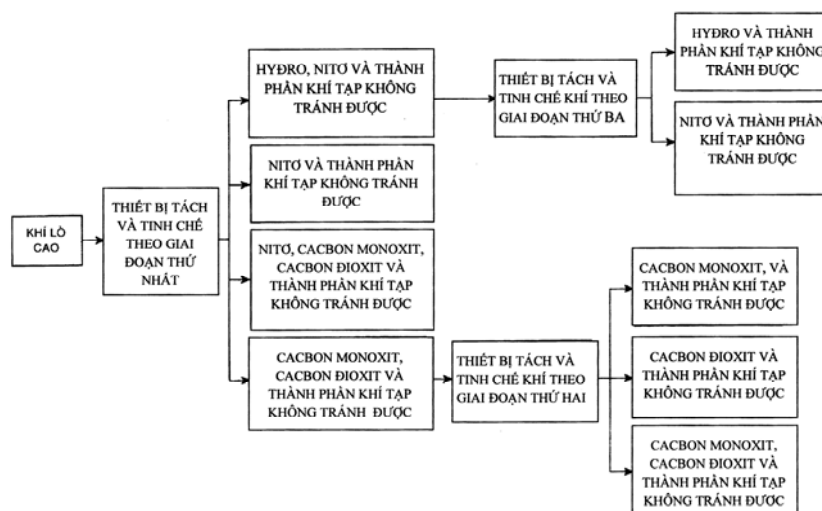 KHÍ LÒ
CAO
THIẾT BỊ TÁCH
VÀ TINH CHẾ
THEO GIAI
ĐOẠN THỨ
NHẤT
HYĐRO, NITƠ VÀ THÀNH
PHẦN KHÍ TẠP KHÔNG
TRÁNH ĐƯỢC
NITƠ VÀ THÀNH PHẦN
KHÍ TẠP KHÔNG TRÁNH
ĐƯỢC
NITƠ, CACBON MONOXIT,
CACBON ĐIOXIT VÀ
THÀNH PHẦN KHÍ TẠP
KHÔNG TRÁNH ĐƯỢC
CACBON MONOXIT,
CACBON ĐIOXIT VÀ
THÀNH PHẦN KHÍ TẠP
KHÔNG TRÁNH ĐƯỢC
THIẾT BỊ TÁCH VÀ
TINH CHẾ KHÍ THEO
GIAI ĐOẠN THỨ BA
HYĐRO VÀ THÀNH
PHẦN KHÍ TẠP KHÔNG
TRÁNH ĐƯỢC
NITƠ VÀ THÀNH PHẦN
KHÍ TẠP KHÔNG
TRÁNH ĐƯỢC
THIẾT BỊ TÁCH VÀ
TINH CHẾ KHÍ THEO
GIAI ĐOẠN THỨ HAI
CACBON MONOXIT, VÀ
THÀNH PHẦN KHÍ TẠP
KHÔNG TRÁNH ĐƯỢC
CACBON ĐIOXIT VÀ
THÀNH PHẦN KHÍ TẠP
KHÔNG TRÁNH ĐƯỢC
CACBON MONOXIT,
CACBON ĐIOXIT VÀ
THÀNH PHẦN KHÍ TẠP
KHÔNG TRÁNH ĐƯỢC